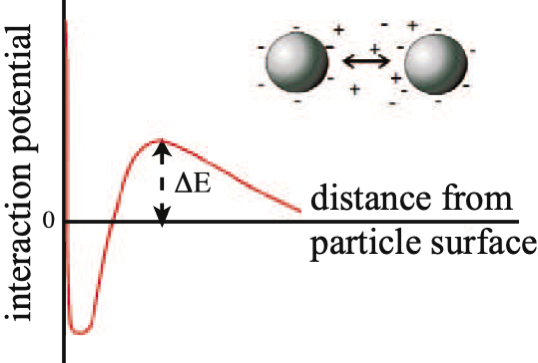 interaction potential
0
ΔE
distance from
particle surface